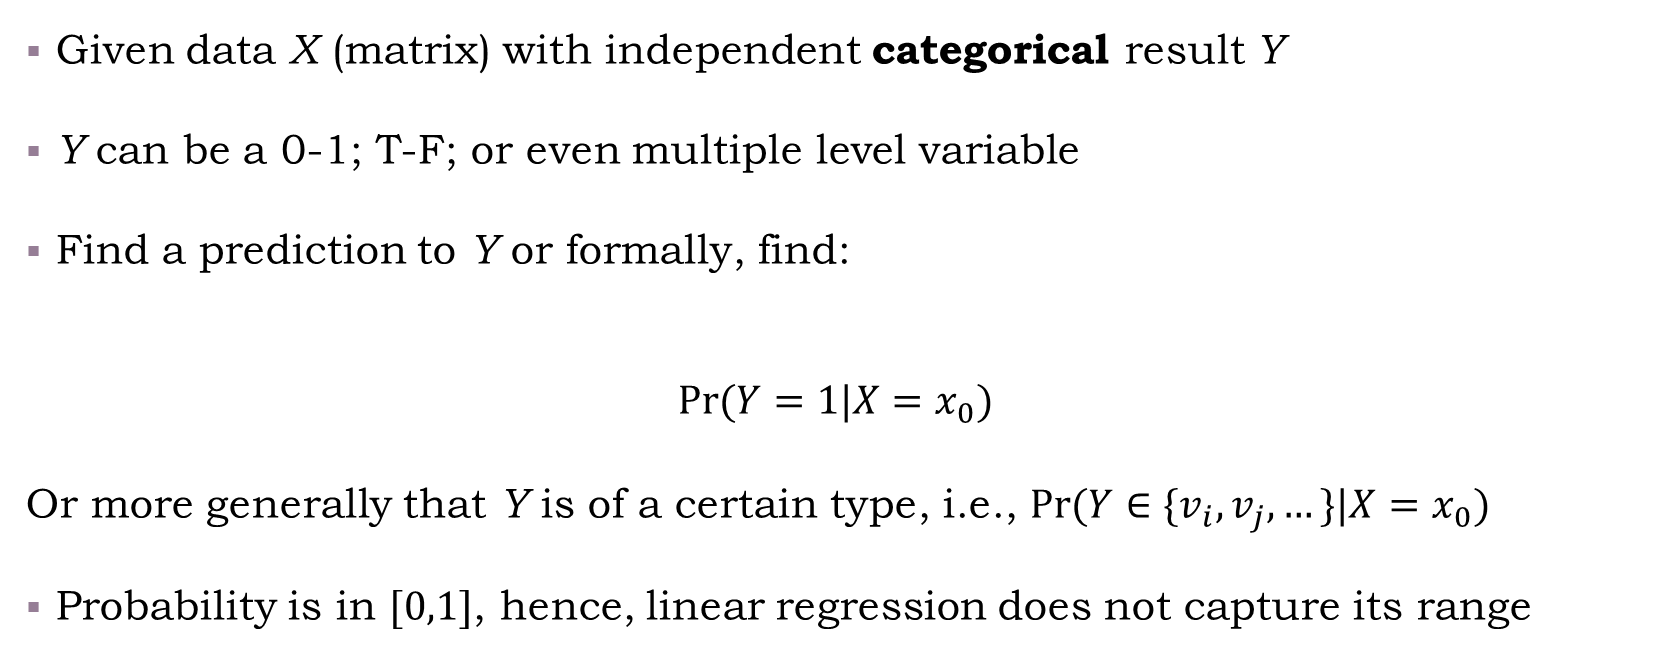 ▪ Given data X (matrix) with independent categorical result Y
▪ Y can be a 0-1; T-F; or even multiple level variable
▪ Find a prediction to Y or formally, find:
Pr(Y = 1|X = x₀)
Or more generally that Y is of a certain type, i.e., Pr(Y ∈ {vᵢ, vⱼ, … }|X = x₀)
▪ Probability is in [0,1], hence, linear regression does not capture its range